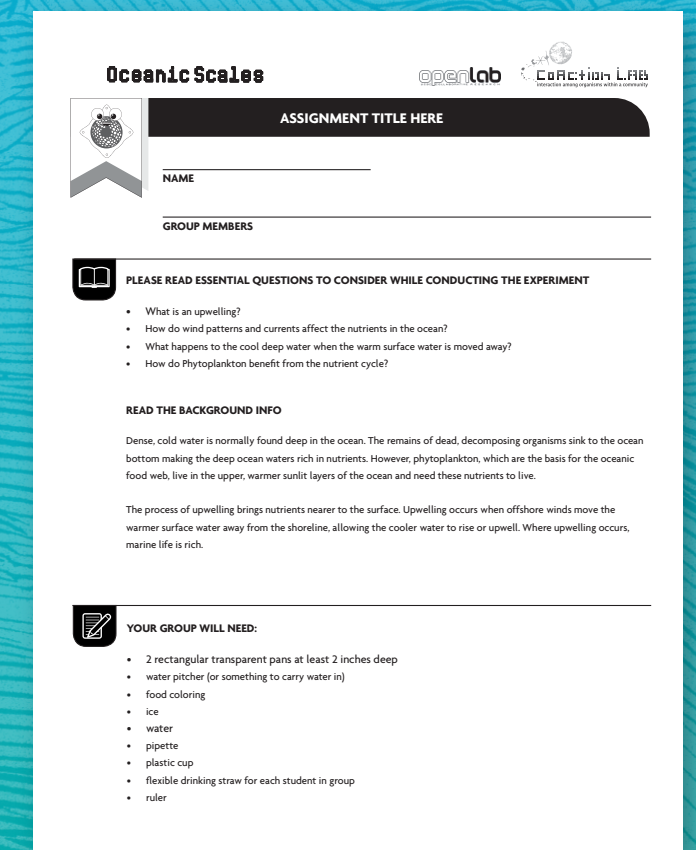 Oceanic Scales
openlab
CoAction LAB
interaction among organisms within a community
ASSIGNMENT TITLE HERE
NAME
GROUP MEMBERS
PLEASE READ ESSENTIAL QUESTIONS TO CONSIDER WHILE CONDUCTING THE EXPERIMENT
• What is an upwelling?
• How do wind patterns and currents affect the nutrients in the ocean?
• What happens to the cool deep water when the warm surface water is moved away?
• How do Phytoplankton benefit from the nutrient cycle?
READ THE BACKGROUND INFO
Dense, cold water is normally found deep in the ocean. The remains of dead, decomposing organisms sink to the ocean
bottom making the deep ocean waters rich in nutrients. However, phytoplankton, which are the basis for the oceanic
food web, live in the upper, warmer sunlit layers of the ocean and need these nutrients to live.
The process of upwelling brings nutrients nearer to the surface. Upwelling occurs when offshore winds move the
warmer surface water away from the shoreline, allowing the cooler water to rise or upwell. Where upwelling occurs,
marine life is rich.
YOUR GROUP WILL NEED:
• 2 rectangular transparent pans at least 2 inches deep
• water pitcher (or something to carry water in)
• food coloring
• ice
• water
• pipette
• plastic cup
• flexible drinking straw for each student in group
• ruler